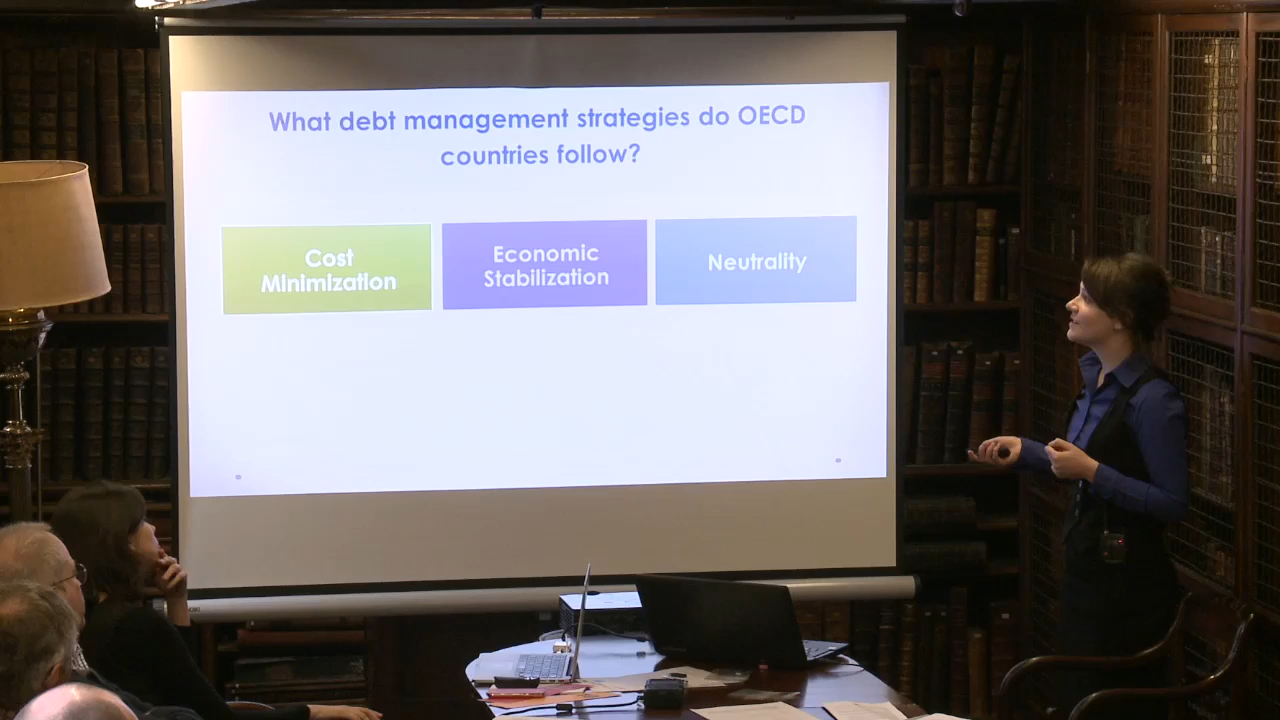 What debt management strategies do OECD
countries follow?
Cost
Minimization
Economic
Stabilization
Neutrality